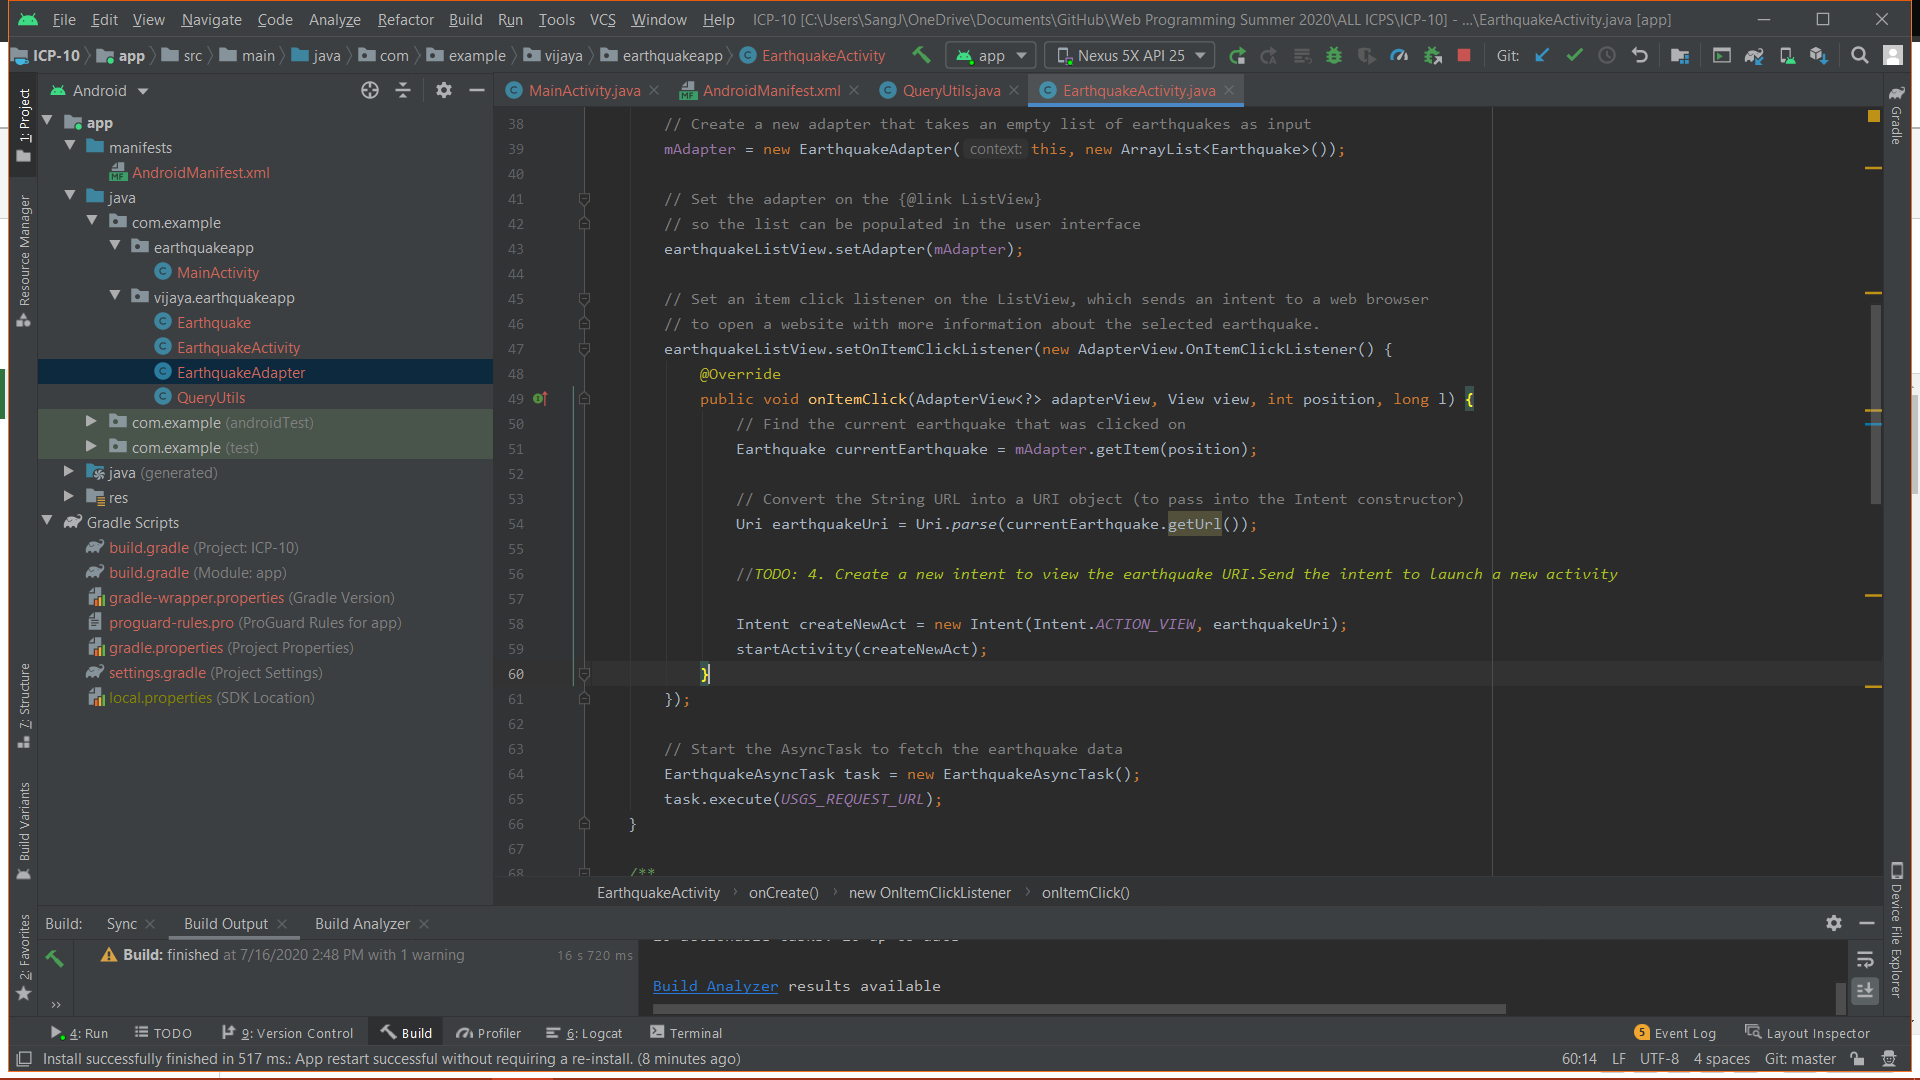 File Edit View Navigate Code Analyze Refactor Build Run Tools VCS Window Help ICP-10 [C:\Users\SangJ\OneDrive\Documents\GitHub\Web Programming Summer 2020\ALL ICPS\ICP-10] - ...\EarthquakeActivity.java [app]
ICP-10 app src main java com example vijaya earthquakeapp EarthquakeActivity app Nexus 5X API 25 Git:
Android
MainActivity.java AndroidManifest.xml QueryUtils.java EarthquakeActivity.java
1: Project
Resource Manager
7: Structure
Build Variants
2: Favorites
app
manifests
AndroidManifest.xml
java
com.example
earthquakeapp
MainActivity
vijaya.earthquakeapp
Earthquake
EarthquakeActivity
EarthquakeAdapter
QueryUtils
com.example (androidTest)
com.example (test)
java (generated)
res
Gradle Scripts
build.gradle (Project: ICP-10)
build.gradle (Module: app)
gradle-wrapper.properties (Gradle Version)
proguard-rules.pro (ProGuard Rules for app)
gradle.properties (Project Properties)
settings.gradle (Project Settings)
local.properties (SDK Location)
38 // Create a new adapter that takes an empty list of earthquakes as input
39 mAdapter = new EarthquakeAdapter( context: this, new ArrayList<Earthquake>());
40
41 // Set the adapter on the {@link ListView}
42 // so the list can be populated in the user interface
43 earthquakeListView.setAdapter(mAdapter);
44
45 // Set an item click listener on the ListView, which sends an intent to a web browser
46 // to open a website with more information about the selected earthquake.
47 earthquakeListView.setOnItemClickListener(new AdapterView.OnItemClickListener() {
48 @Override
49 public void onItemClick(AdapterView<?> adapterView, View view, int position, long l) {
50 // Find the current earthquake that was clicked on
51 Earthquake currentEarthquake = mAdapter.getItem(position);
52
53 // Convert the String URL into a URI object (to pass into the Intent constructor)
54 Uri earthquakeUri = Uri.parse(currentEarthquake.getUrl());
55
56 //TODO: 4. Create a new intent to view the earthquake URI.Send the intent to launch a new activity
57
58 Intent createNewAct = new Intent(Intent.ACTION_VIEW, earthquakeUri);
59 startActivity(createNewAct);
60 }
61 });
62
63 // Start the AsyncTask to fetch the earthquake data
64 EarthquakeAsyncTask task = new EarthquakeAsyncTask();
65 task.execute(USGS_REQUEST_URL);
66 }
67
68 /**
EarthquakeActivity onCreate() new OnItemClickListener onItemClick()
Gradle
Device File Explorer
Build: Sync Build Output Build Analyzer
Build: finished at 7/16/2020 2:48 PM with 1 warning 16 s 720 ms
Build Analyzer results available
4: Run TODO 9: Version Control Build Profiler 6: Logcat Terminal 5 Event Log Layout Inspector
Install successfully finished in 517 ms.: App restart successful without requiring a re-install. (8 minutes ago) 60:14 LF UTF-8 4 spaces Git: master